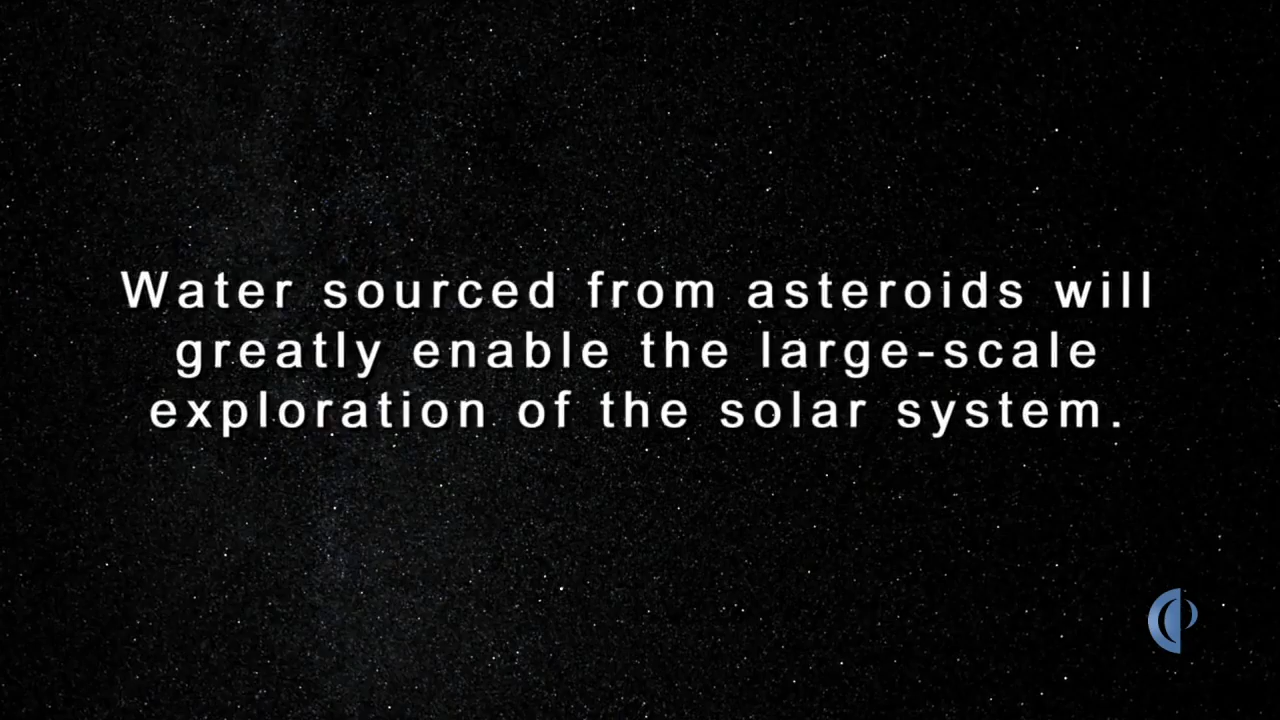 Water sourced from asteroids will
greatly enable the large-scale
exploration of the solar system.